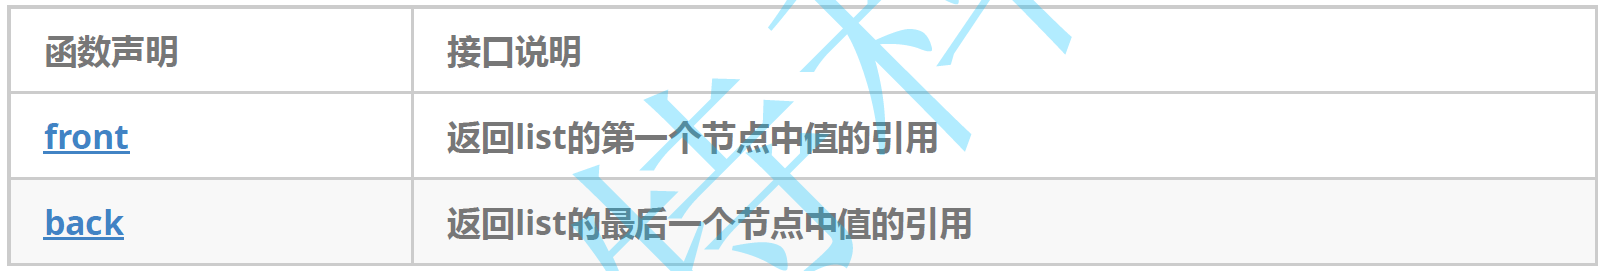 函数声明 接口说明
front 返回list的第一个节点中值的引用
back 返回list的最后一个节点中值的引用